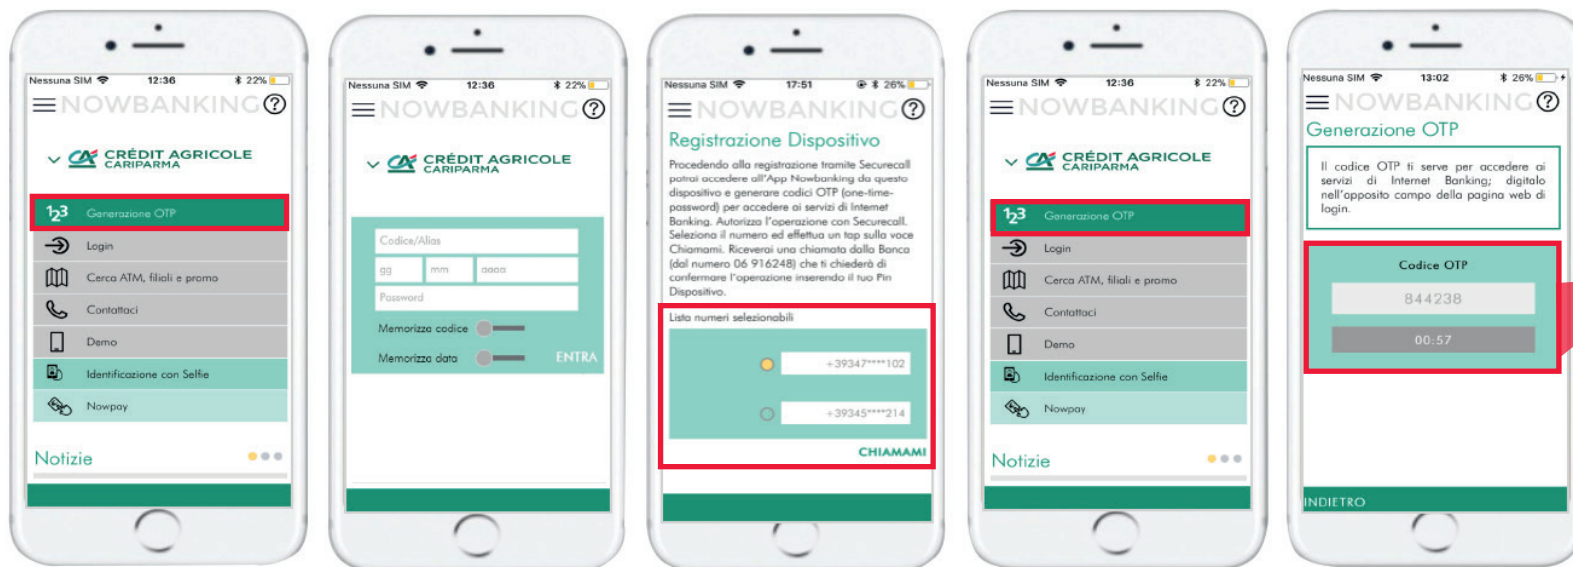 Nessuna SIM 12:36 22%
NOWBANKING ?
CRÉDIT AGRICOLE
CARIPARMA
123 Generazione OTP
Login
Cerca ATM, filiali e promo
Contattaci
Demo
Identificazione con Selfie
Nowpay
Notizie
Nessuna SIM 12:36 22%
NOWBANKING ?
CRÉDIT AGRICOLE
CARIPARMA
Codice/Alias
gg mm aaaa
Password
Memorizza codice
Memorizza data ENTRA
Nessuna SIM 17:51 26%
NOWBANKING ?
Registrazione Dispositivo
Procedendo alla registrazione tramite Securecall
potrai accedere all'App Nowbanking da questo
dispositivo e generare codici OTP (one-time-
password) per accedere ai servizi di Internet
Banking. Autorizza l'operazione con Securecall.
Seleziona il numero ed effettua un tap sulla voce
Chiamami. Riceverai una chiamata dalla Banca
(dal numero 06 916248) che ti chiederà di
confermare l'operazione inserendo il tuo Pin
Dispositivo.
Lista numeri selezionabili
+39347****102
+39345****214
CHIAMAMI
Nessuna SIM 12:36 22%
NOWBANKING ?
CRÉDIT AGRICOLE
CARIPARMA
123 Generazione OTP
Login
Cerca ATM, filiali e promo
Contattaci
Demo
Identificazione con Selfie
Nowpay
Notizie
Nessuna SIM 13:02 26%
NOWBANKING ?
Generazione OTP
Il codice OTP ti serve per accedere ai
servizi di Internet Banking; digitalo
nell'apposito campo della pagina web di
login.
Codice OTP
844238
00:57
INDIETRO